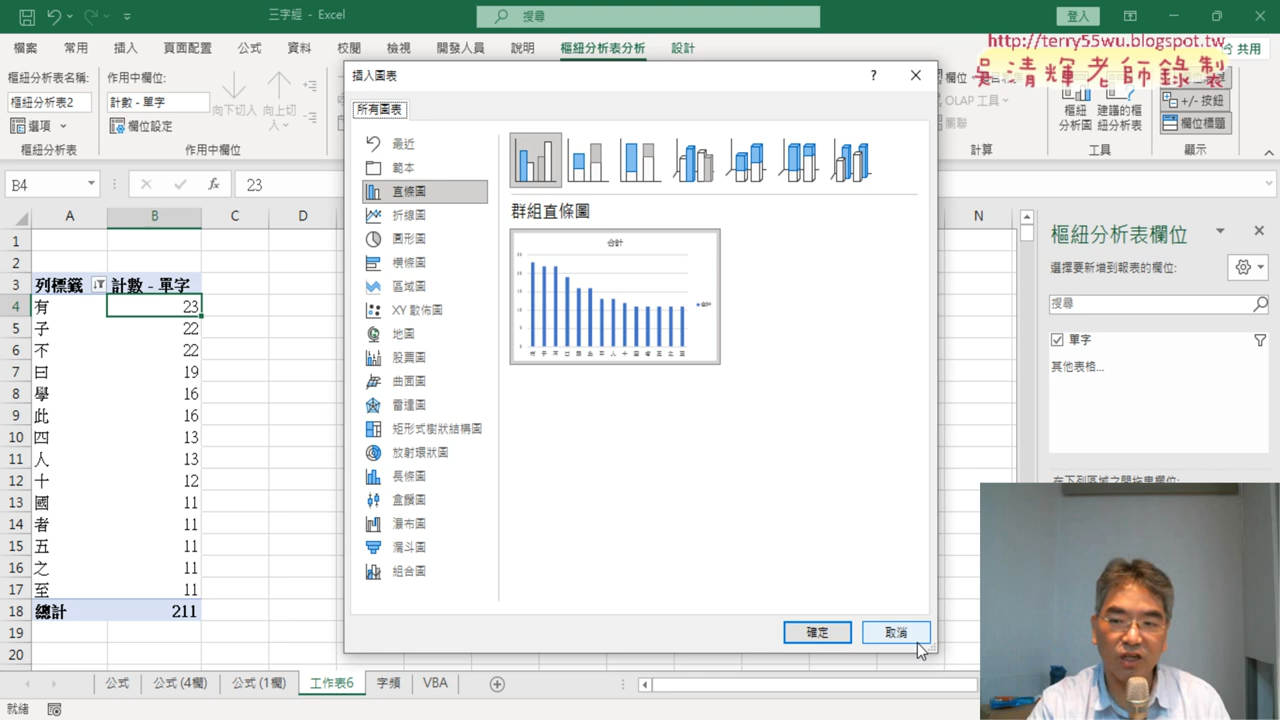 三字經 - Excel
搜尋
登入
檔案 常用 插入 頁面配置 公式 資料 校閱 檢視 開發人員 說明 樞紐分析表分析 設計
http://terry55wu.blogspot.tw
共用
吳清輝老師錄製
樞紐分析表名稱:
樞紐分析表2
選項
樞紐分析表
作用中欄位:
計數 - 單字
欄位設定
向下切入
向上切入
作用中欄位
OLAP 工具
關聯
計算
樞紐分析圖
建議的樞紐分析表
工具
+/- 按鈕
欄位標題
顯示
B4
fx
23
A B C D N
1
2
3 列標籤 計數 - 單字
4 有 23
5 子 22
6 不 22
7 曰 19
8 學 16
9 此 16
10 四 13
11 人 13
12 十 12
13 國 11
14 者 11
15 五 11
16 之 11
17 至 11
18 總計 211
19
20
插入圖表
?
所有圖表
最近
範本
直條圖
折線圖
圓形圖
橫條圖
區域圖
XY 散佈圖
地圖
股票圖
曲面圖
雷達圖
矩形式樹狀結構圖
放射環狀圖
長條圖
盒鬚圖
瀑布圖
漏斗圖
組合圖
群組直條圖
合計
確定
取消
樞紐分析表欄位
選擇要新增到報表的欄位:
搜尋
單字
其他表格...
在下列區域之間拖曳欄位:
公式 公式 (4欄) 公式 (1欄) 工作表6 字頻 VBA
就緒